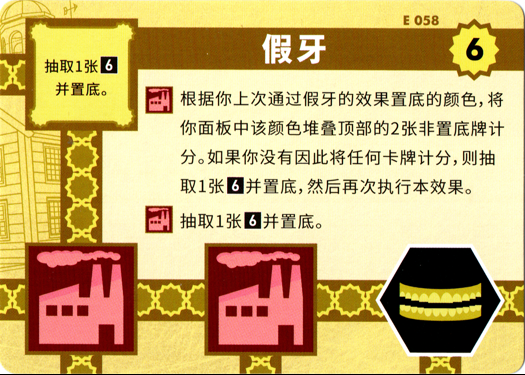 E 058
假牙
6
抽取1张6
并置底。
根据你上次通过假牙的效果置底的颜色,将
你面板中该颜色堆叠顶部的2张非置底牌计
分。如果你没有因此将任何卡牌计分,则抽
取1张6并置底,然后再次执行本效果。
抽取1张6并置底。